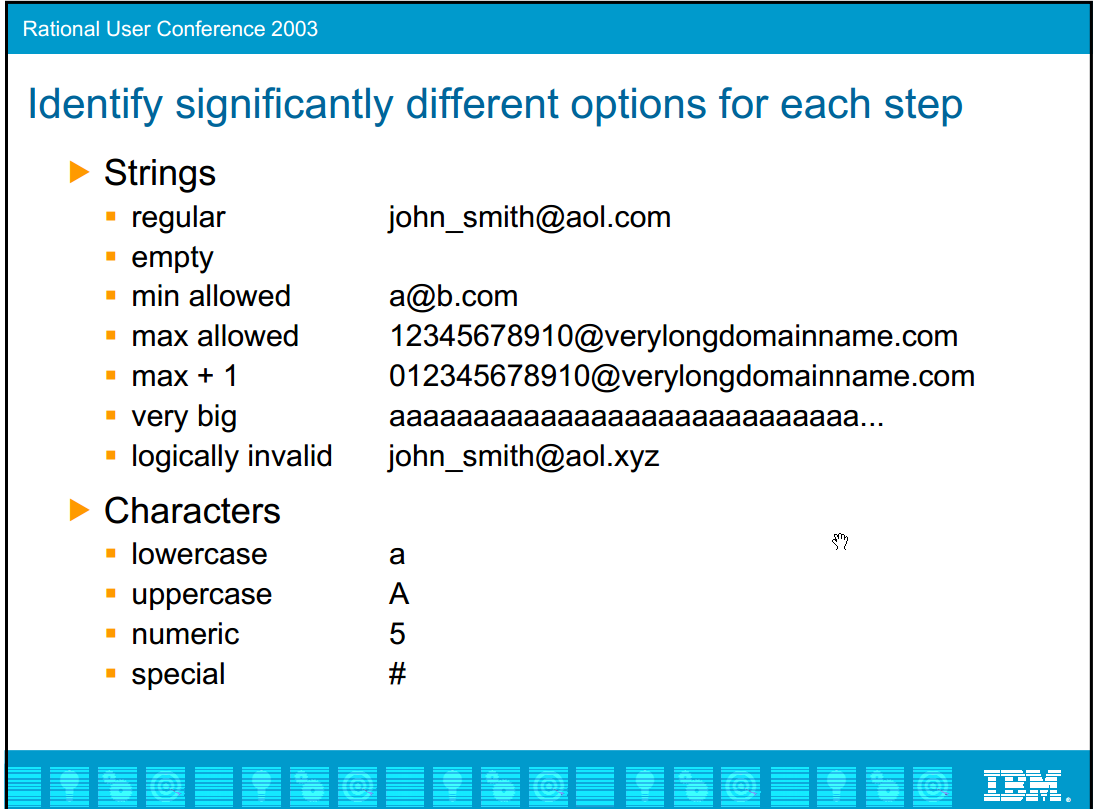 Rational User Conference 2003
Identify significantly different options for each step
Strings
regular john_smith@aol.com
empty
min allowed a@b.com
max allowed 12345678910@verylongdomainname.com
max + 1 012345678910@verylongdomainname.com
very big aaaaaaaaaaaaaaaaaaaaaaaaaaaa...
logically invalid john_smith@aol.xyz
Characters
lowercase a
uppercase A
numeric 5
special #
IBM.